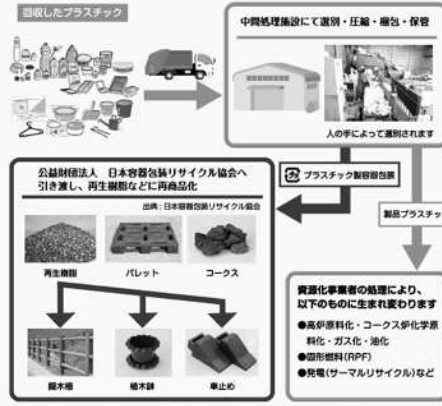 回収したプラスチック
中間処理施設にて選別・圧縮・梱包・保管
人の手によって選別されます
公益財団法人 日本容器包装リサイクル協会へ
引き渡し、再生樹脂などに再商品化
出典:日本容器包装リサイクル協会
プラスチック製容器包装
製品プラスチック
再生樹脂
パレット
コークス
資源化事業者の処理により、
以下のものに生まれ変わります
●高炉原料化・コークス炉化学原
料化・ガス化・油化
●固形燃料(RPF)
●発電(サーマルリサイクル)など
植木鉢
車止め